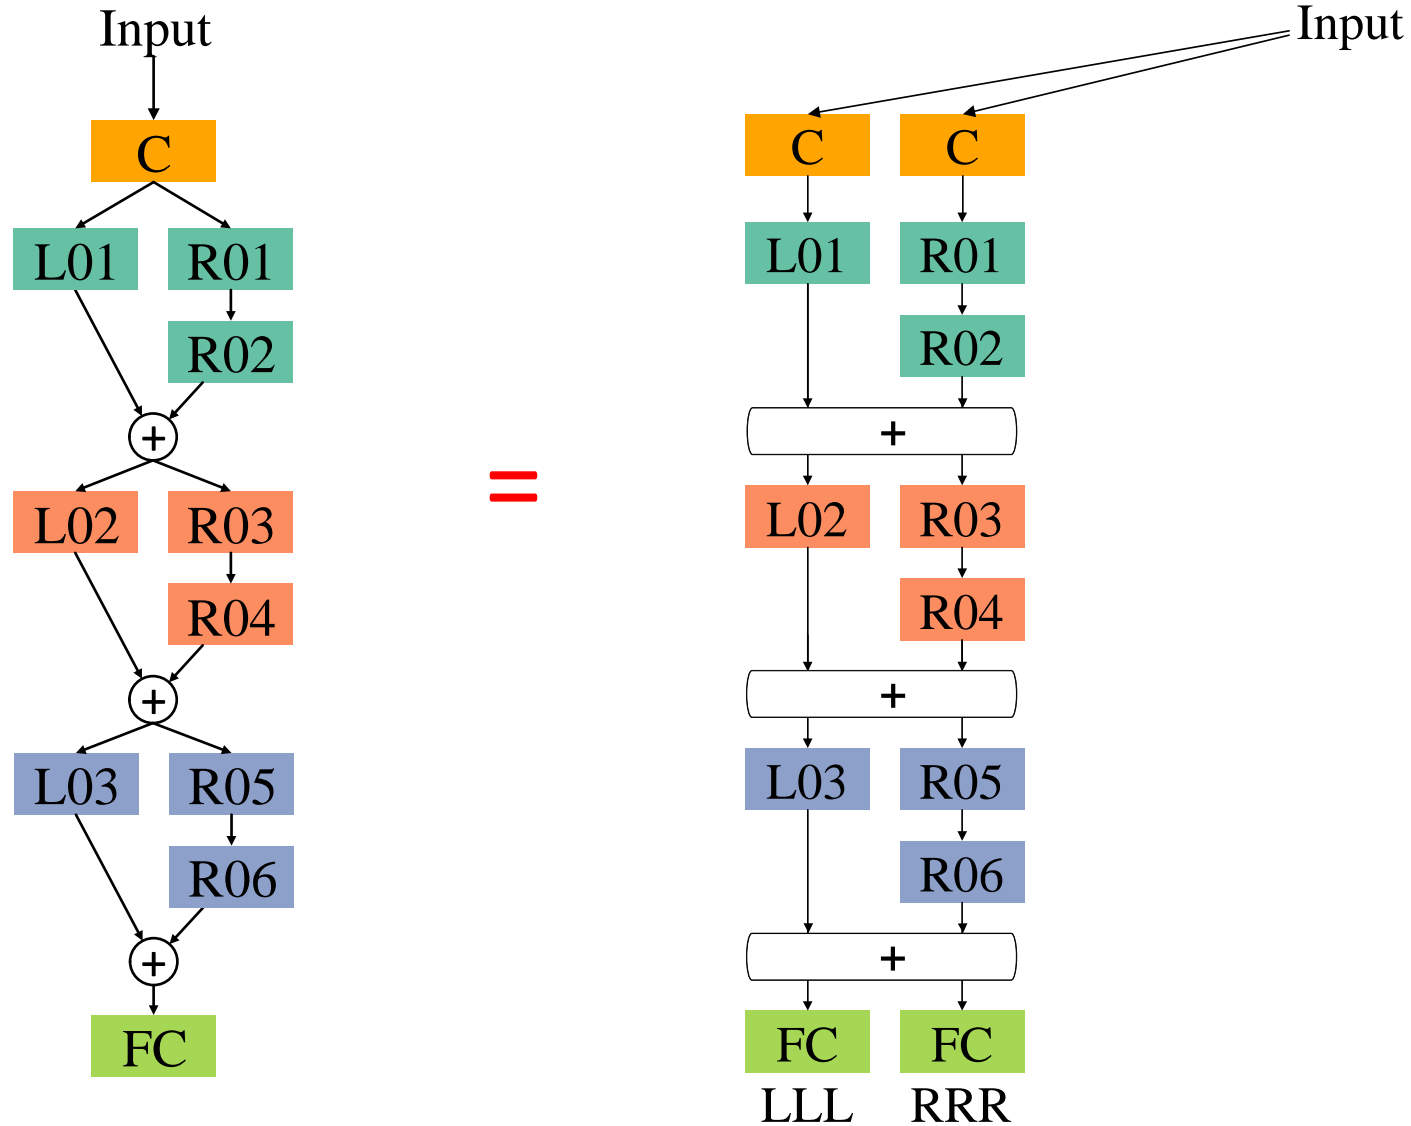 Input
C
L01 R01
R02
+
L02 R03
R04
+
L03 R05
R06
+
FC
=
Input
C C
L01 R01
R02
+
L02 R03
R04
+
L03 R05
R06
+
FC FC
LLL RRR